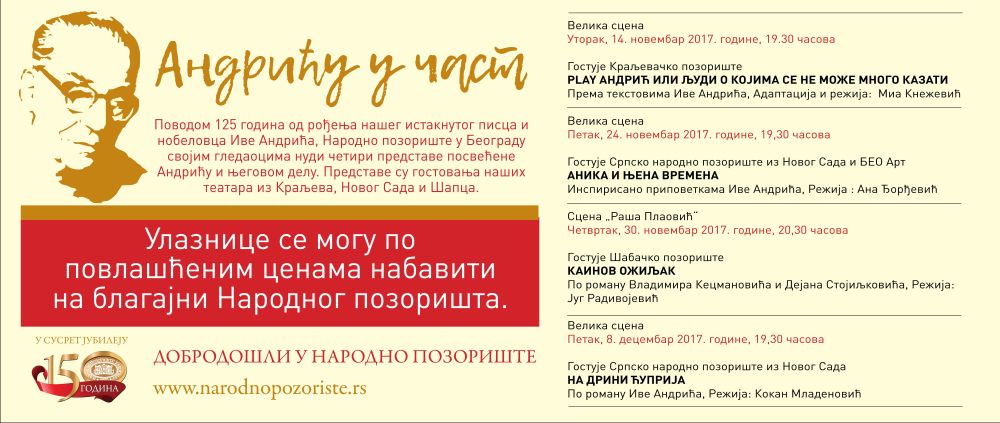 Андрићу у част
Поводом 125 година од рођења нашег истакнутог писца и
нобеловца Иве Андрића, Народно позориште у Београду
својим гледаоцима нуди четири представе посвећене
Андрићу и његовом делу. Представе су гостовања наших
театара из Краљева, Новог Сада и Шапца.
Улазнице се могу по
повлашћеним ценама набавити
на благајни Народног позоришта.
У СУСРЕТ ЈУБИЛЕЈУ
150
ГОДИНА
ДОБРОДОШЛИ У НАРОДНО ПОЗОРИШТЕ
www.narodnopozoriste.rs
Велика сцена
Уторак, 14. новембар 2017. године, 19.30 часова
Гостује Краљевачко позориште
PLAY АНДРИЋ ИЛИ ЉУДИ О КОЈИМА СЕ НЕ МОЖЕ МНОГО КАЗАТИ
Према текстовима Иве Андрића, Адаптација и режија: Миа Кнежевић
Велика сцена
Петак, 24. новембар 2017. године, 19,30 часова
Гостује Српско народно позориште из Новог Сада и БЕО Арт
АНИКА И ЊЕНА ВРЕМЕНА
Инспирисано приповеткама Иве Андрића, Режија : Ана Ђорђевић
Сцена „Раша Плаовић“
Четвртак, 30. новембар 2017. године, 20,30 часова
Гостује Шабачко позориште
КАИНОВ ОЖИЉАК
По роману Владимира Кецмановића и Дејана Стојиљковића, Режија:
Југ Радивојевић
Велика сцена
Петак, 8. децембар 2017. године, 19,30 часова
Гостује Српско народно позориште из Новог Сада
НА ДРИНИ ЋУПРИЈА
По роману Иве Андрића, Режија: Кокан Младеновић